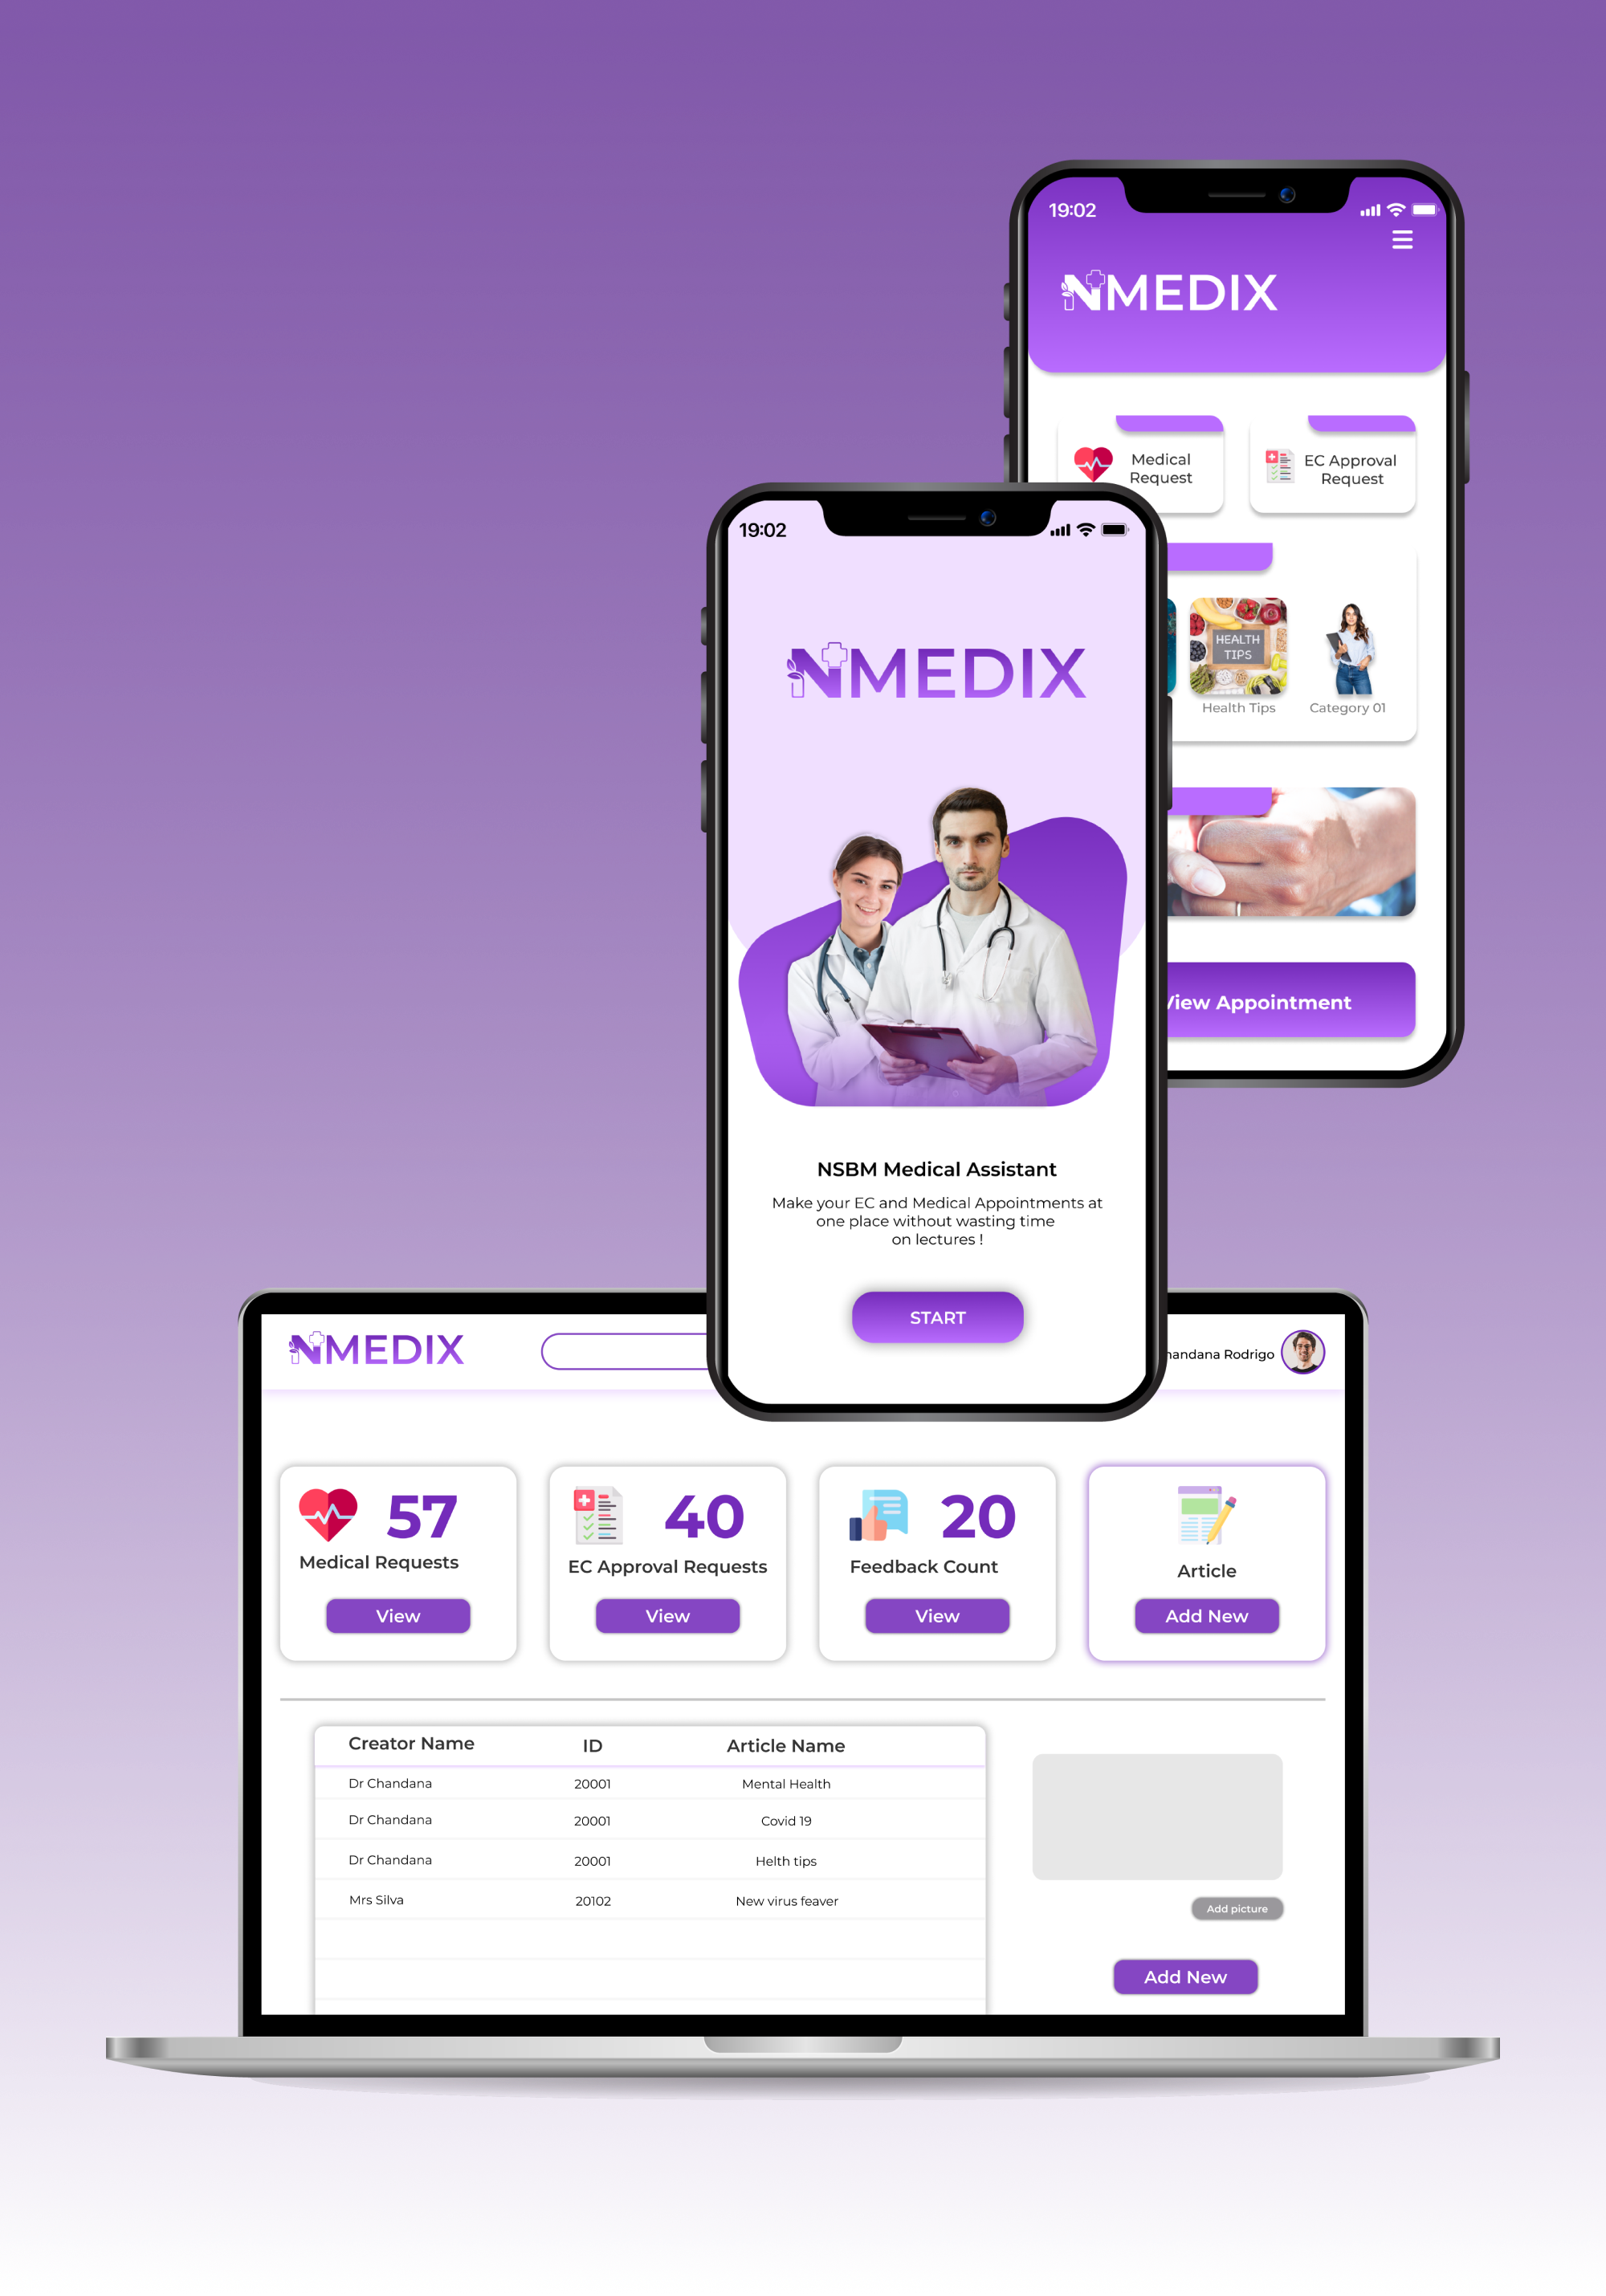 19:02
NMEDIX
Medical
Request
EC Approval
Request
HEALTH
TIPS
Health Tips
Category 01
View Appointment
19:02
NMEDIX
NSBM Medical Assistant
Make your EC and Medical Appointments at
one place without wasting time
on lectures !
START
NMEDIX
Rodrigo
57
Medical Requests
View
40
EC Approval Requests
View
20
Feedback Count
View
Article
Add New
Creator Name ID Article Name
Dr Chandana 20001 Mental Health
Dr Chandana 20001 Covid 19
Dr Chandana 20001 Helth tips
Mrs Silva 20102 New virus feaver
Add picture
Add New